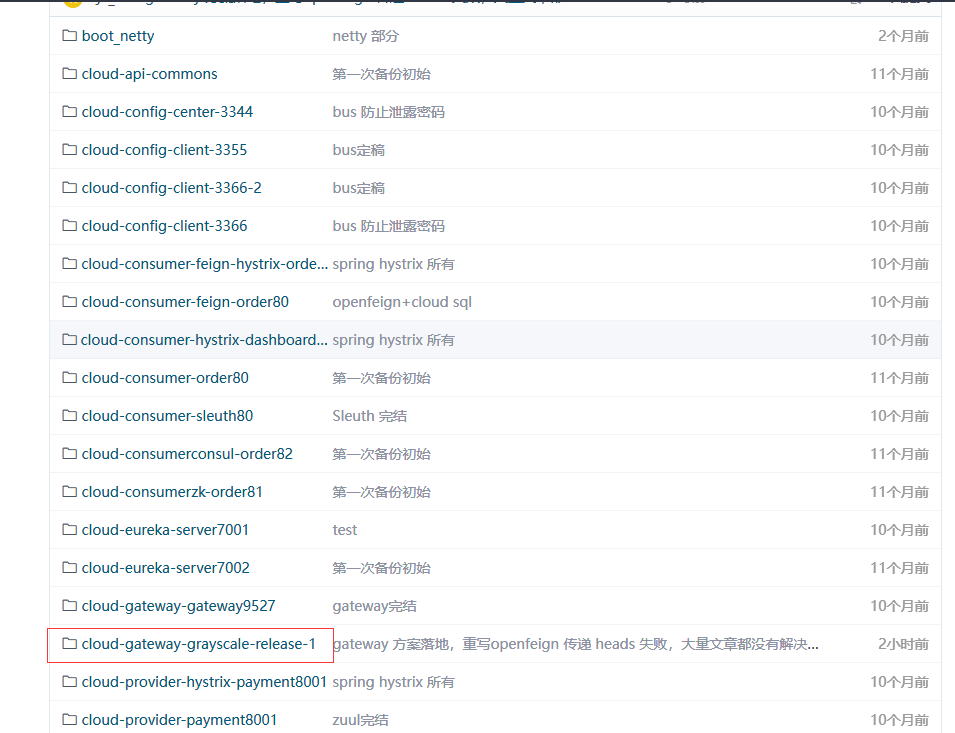 boot_netty netty 部分 2个月前
cloud-api-commons 第一次备份初始 11个月前
cloud-config-center-3344 bus 防止泄露密码 10个月前
cloud-config-client-3355 bus定稿 10个月前
cloud-config-client-3366-2 bus定稿 10个月前
cloud-config-client-3366 bus 防止泄露密码 10个月前
cloud-consumer-feign-hystrix-orde... spring hystrix 所有 10个月前
cloud-consumer-feign-order80 openfeign+cloud sql 10个月前
cloud-consumer-hystrix-dashboard... spring hystrix 所有 10个月前
cloud-consumer-order80 第一次备份初始 11个月前
cloud-consumer-sleuth80 Sleuth 完结 10个月前
cloud-consumerconsul-order82 第一次备份初始 11个月前
cloud-consumerzk-order81 第一次备份初始 11个月前
cloud-eureka-server7001 test 10个月前
cloud-eureka-server7002 第一次备份初始 11个月前
cloud-gateway-gateway9527 gateway完结 10个月前
cloud-gateway-grayscale-release-1 gateway 方案落地，重写openfeign 传递 heads 失败，大量文章都没有解决... 2小时前
cloud-provider-hystrix-payment8001 spring hystrix 所有 10个月前
cloud-provider-payment8001 zuul完结 10个月前